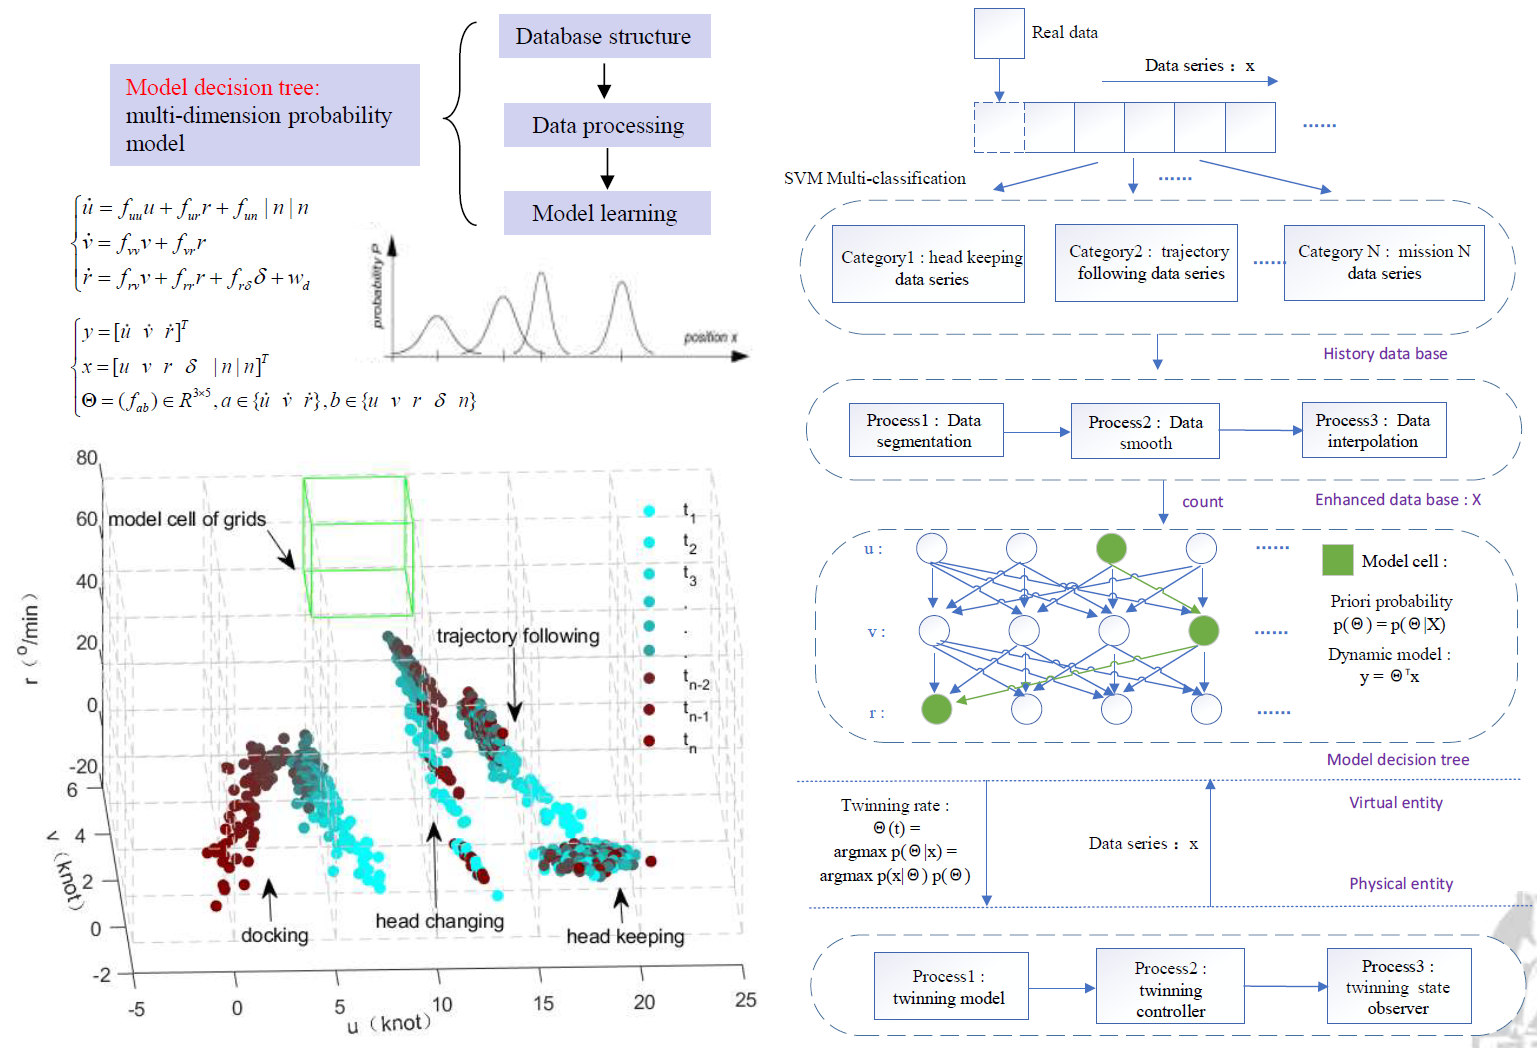 Model decision tree:
multi-dimension probability
model
Database structure
Data processing
Model learning
u̇ = f_uu u + f_ur r + f_un |n|n
v̇ = f_vv v + f_vr r
ṙ = f_rv v + f_rr r + f_rδ δ + w_d
y = [u̇ v̇ ṙ]^T
x = [u v r δ |n|n]^T
Θ = (f_ab) ∈ R^3×5, a ∈ {u̇ v̇ ṙ}, b ∈ {u v r δ n}
probability P
position x
80
60
40
20
0
-20
r（°/min）
6
4
2
0
-2
v（knot）
-5
0
5
10
15
20
25
u（knot）
model cell of grids
trajectory following
docking
head changing
head keeping
t1
t2
t3
.
.
.
tn-2
tn-1
tn
Real data
Data series： x
......
SVM Multi-classification
......
Category1：head keeping
data series
Category2： trajectory
following data series
......
Category N： mission N
data series
History data base
Process1： Data
segmentation
Process2： Data
smooth
Process3： Data
interpolation
count
Enhanced data base : X
u :
......
v :
......
r :
......
Model cell :
Priori probability
p(Θ) = p(Θ|X)
Dynamic model :
y = Θ^T x
Model decision tree
Virtual entity
Twinning rate :
Θ(t) =
argmax p(Θ|x) =
argmax p(x|Θ) p(Θ)
Data series：x
Physical entity
Process1 :
twinning model
Process2 :
twinning
controller
Process3 :
twinning state
observer